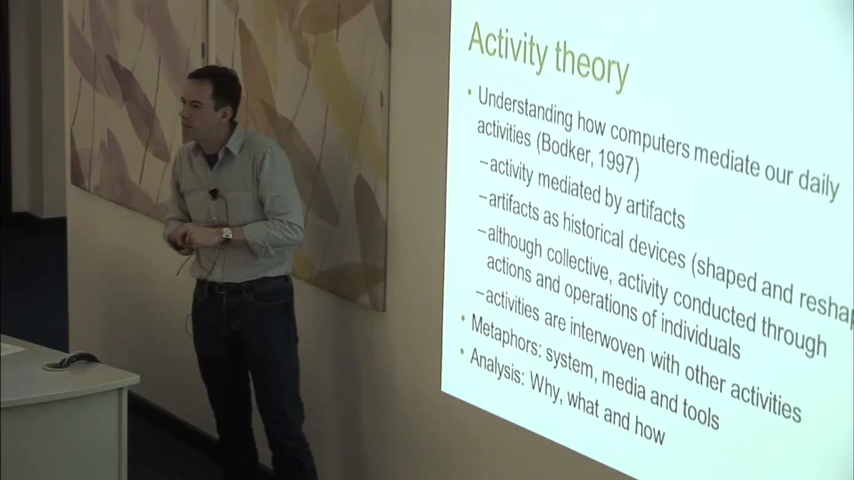 Activity theory
• Understanding how computers mediate our daily
activities (Bodker, 1997)
–activity mediated by artifacts
–artifacts as historical devices (shaped and
–although collective, activity conducted through
actions and operations of individuals
–activities are interwoven with other activities
• Metaphors: system, media and tools
• Analysis: Why, what and how